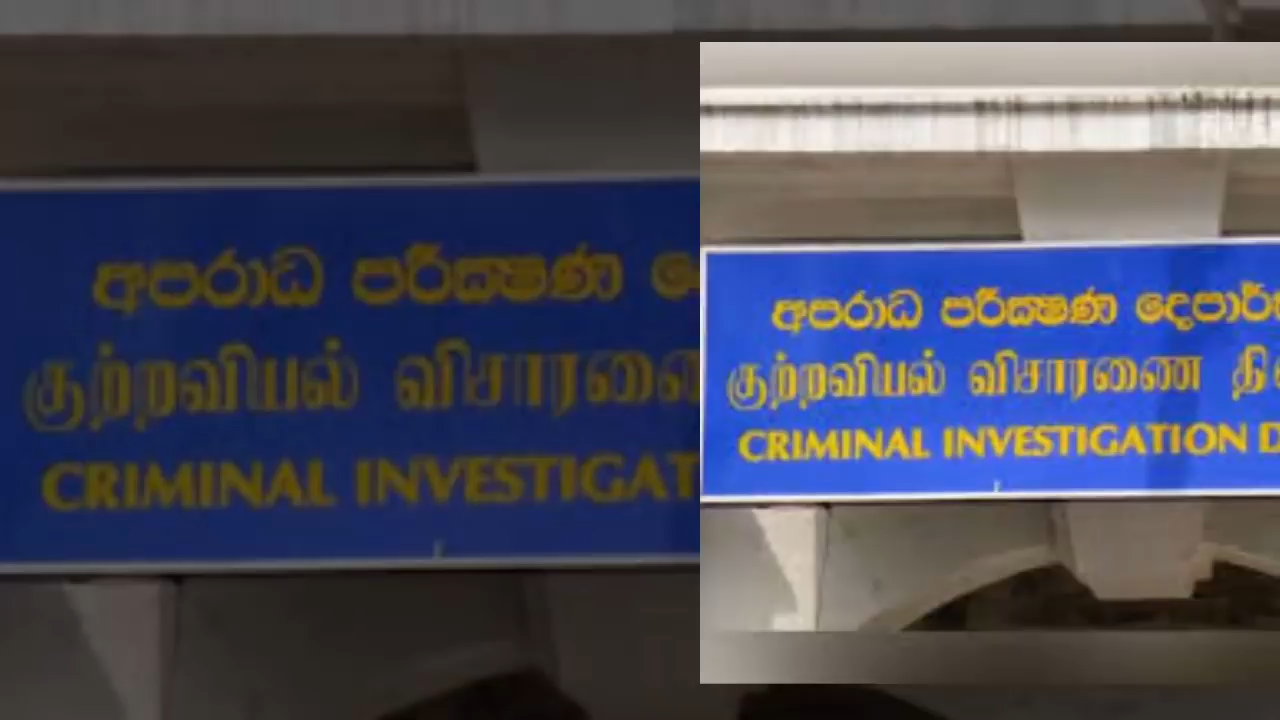 අපරාධ පරීක්ෂණ
குற்றவியல் விசாரணை
CRIMINAL INVESTIGAT
අපරාධ පරීක්ෂණ දෙපාර්
குற்றவியல் விசாரணை தி
CRIMINAL INVESTIGATION D